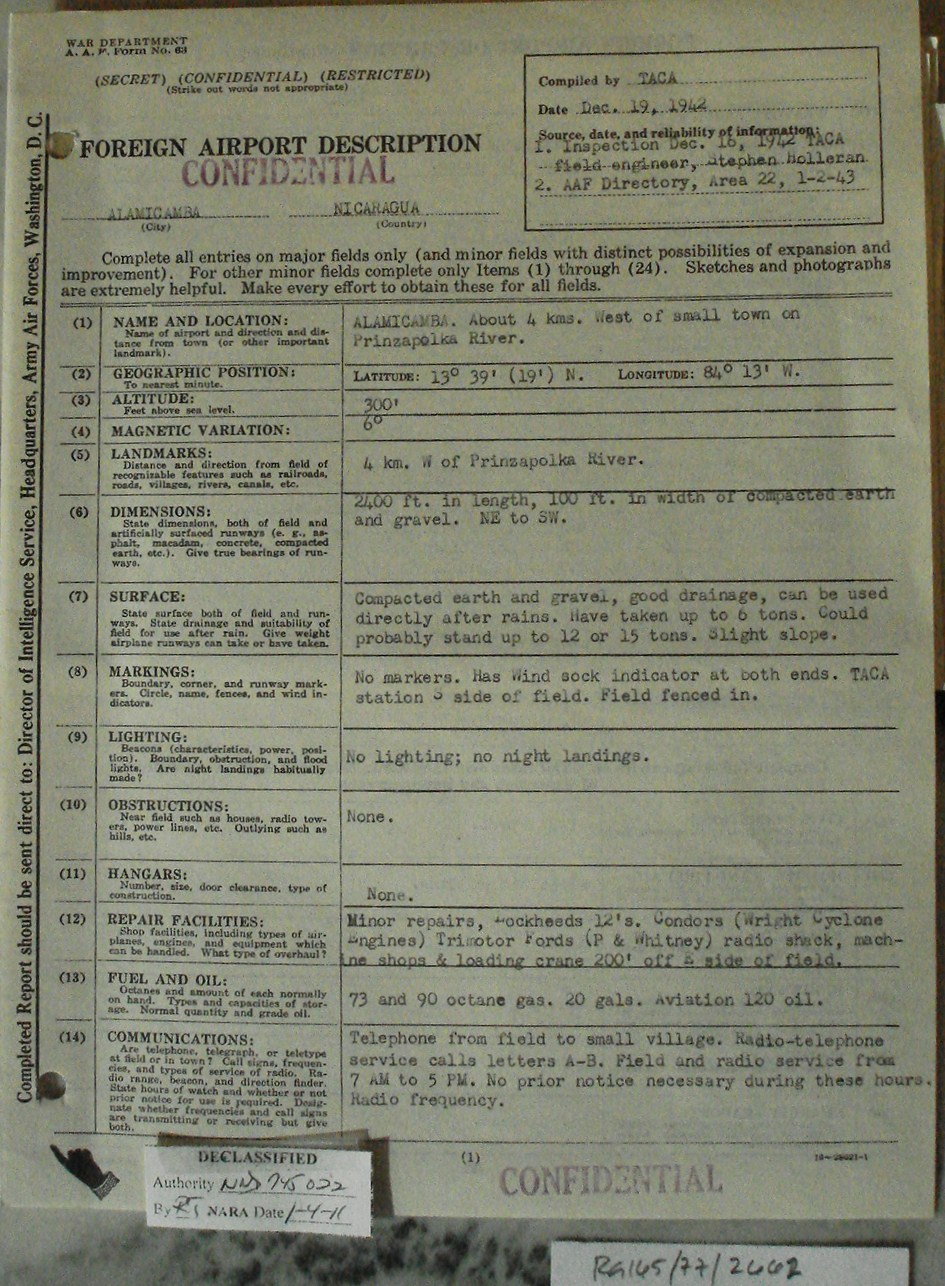 WAR DEPARTMENT
A. A. F. Form No. 63
(SECRET) (CONFIDENTIAL) (RESTRICTED)
(Strike out words not appropriate)
FOREIGN AIRPORT DESCRIPTION
CONFIDENTIAL
ALAMICAMBA NICARAGUA
(City) (Country)
Compiled by TACA
Date Dec. 19, 1942
Source, date, and reliability of information:
1. Inspection Dec. 16, 1942 TACA
field engineer, Stephen Holleran
2. AAF Directory, Area 22, 1-2-43
Complete all entries on major fields only (and minor fields with distinct possibilities of expansion and
improvement). For other minor fields complete only Items (1) through (24). Sketches and photographs
are extremely helpful. Make every effort to obtain these for all fields.
(1) NAME AND LOCATION:
Name of airport and direction and dis-
tance from town (or other important
landmark).
ALAMICAMBA. About 4 kms. West of small town on
Prinzapolka River.
(2) GEOGRAPHIC POSITION:
To nearest minute.
LATITUDE: 13° 39' (19') N. LONGITUDE: 84° 13' W.
(3) ALTITUDE:
Feet above sea level.
300'
(4) MAGNETIC VARIATION:
6°
(5) LANDMARKS:
Distance and direction from field of
recognizable features such as railroads,
roads, villages, rivers, canals, etc.
4 km. W of Prinzapolka River.
(6) DIMENSIONS:
State dimensions, both of field and
artificially surfaced runways (e. g., as-
phalt, macadam, concrete, compacted
earth, etc.). Give true bearings of run-
ways.
2400 ft. in length, 100 ft. in width of compacted earth
and gravel. NE to SW.
(7) SURFACE:
State surface both of field and run-
ways. State drainage and suitability of
field for use after rain. Give weight
airplane runways can take or have taken.
Compacted earth and gravel, good drainage, can be used
directly after rains. Have taken up to 6 tons. Could
probably stand up to 12 or 15 tons. Slight slope.
(8) MARKINGS:
Boundary, corner, and runway mark-
ers. Circle, name, fences, and wind in-
dicators.
No markers. Has Wind sock indicator at both ends. TACA
station side of field. Field fenced in.
(9) LIGHTING:
Beacons (characteristics, power, posi-
tion). Boundary, obstruction, and flood
lights. Are night landings habitually
made?
No lighting; no night landings.
(10) OBSTRUCTIONS:
Near field such as houses, radio tow-
ers, power lines, etc. Outlying such as
hills, etc.
None.
(11) HANGARS:
Number, size, door clearance, type of
construction.
None.
(12) REPAIR FACILITIES:
Shop facilities, including types of air-
planes, engines, and equipment which
can be handled. What type of overhaul?
Minor repairs, Lockheeds 12's. Condors (Wright Cyclone
Engines) Trimotor Fords (P & Whitney) radio shack, mach-
ine shops & loading crane 200' off side of field.
(13) FUEL AND OIL:
Octanes and amount of each normally
on hand. Types and capacities of stor-
age. Normal quantity and grade oil.
73 and 90 octane gas. 20 gals. Aviation 120 oil.
(14) COMMUNICATIONS:
Are telephone, telegraph, or teletype
at field or in town? Call signs, frequen-
cies, and types of service of radio. Ra-
dio range, beacon, and direction finder.
State hours of watch and whether or not
prior notice for use is required. Desig-
nate whether frequencies and call signs
are transmitting or receiving but give
both.
Telephone from field to small village. Radio-telephone
service calls letters A-B. Field and radio service from
7 AM to 5 PM. No prior notice necessary during these hours.
Radio frequency.
Completed Report should be sent direct to: Director of Intelligence Service, Headquarters, Army Air Forces, Washington, D. C.
(1)
CONFIDENTIAL
DECLASSIFIED
Authority NND 745022
By NARA Date 1-4-11
RG165/77/2662